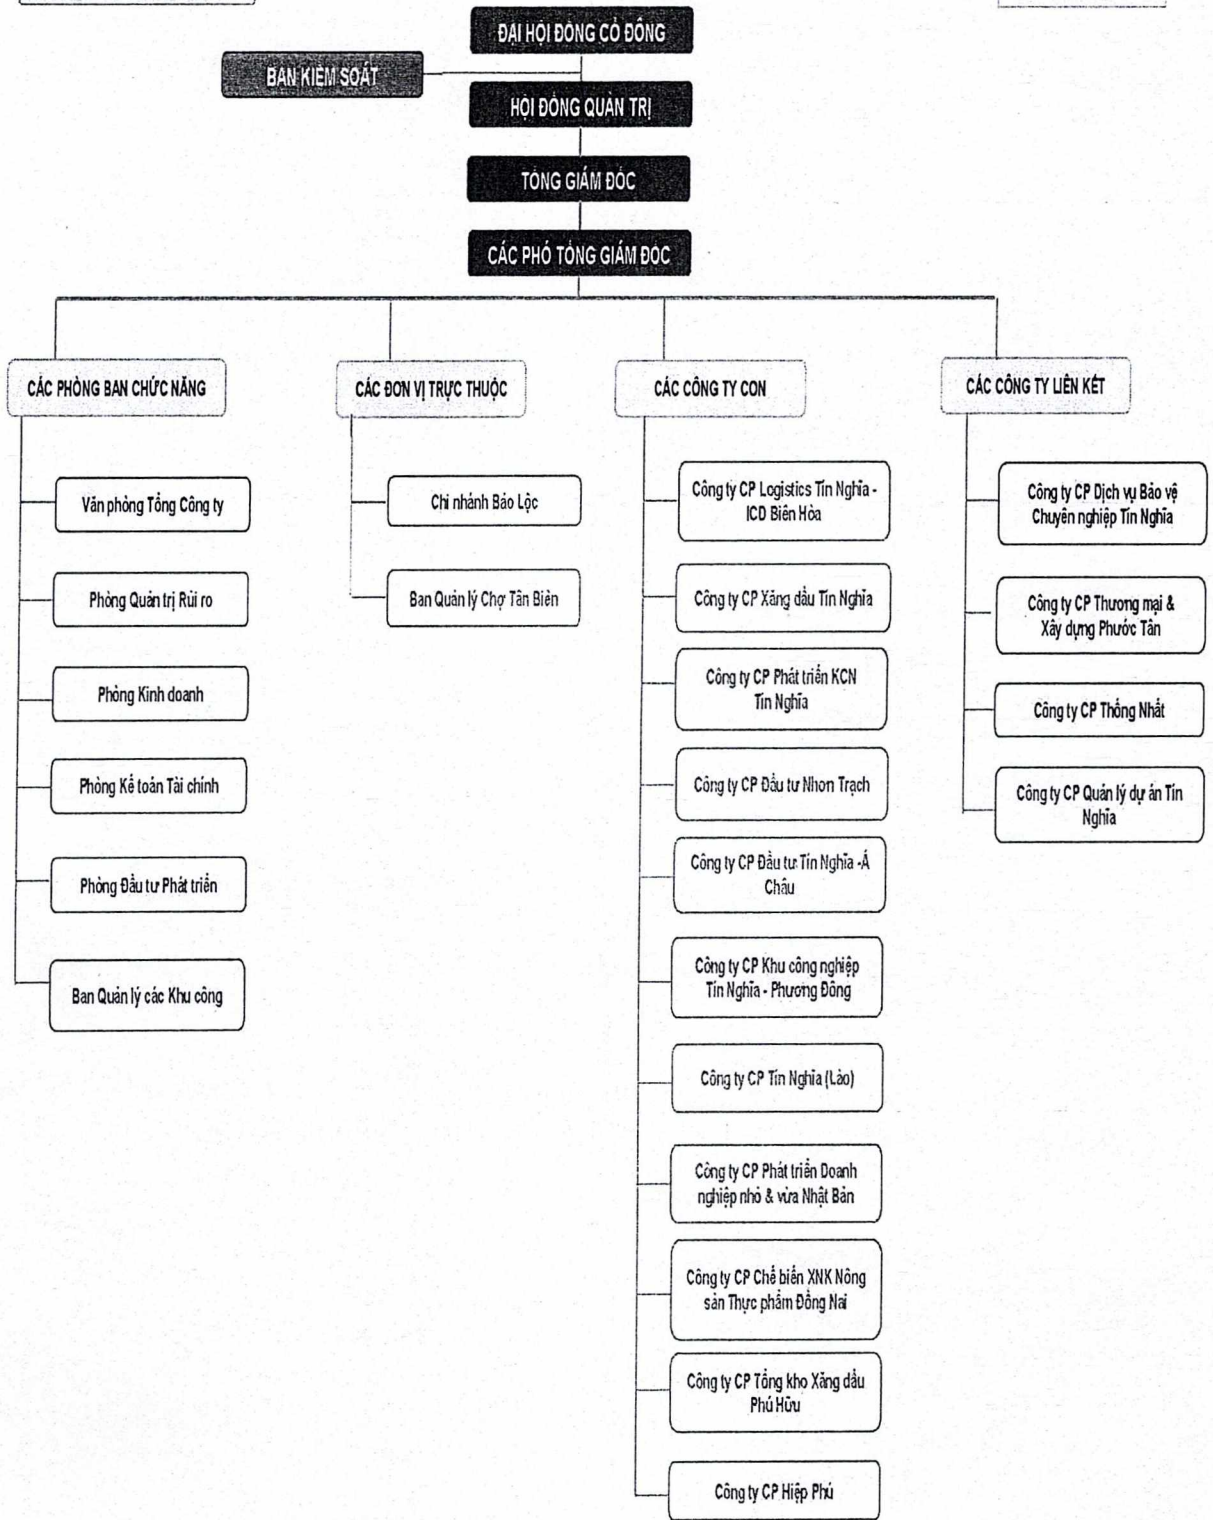 ĐẠI HỘI ĐỒNG CỔ ĐÔNG
BAN KIỂM SOÁT
HỘI ĐỒNG QUẢN TRỊ
TỔNG GIÁM ĐỐC
CÁC PHÓ TỔNG GIÁM ĐỐC
CÁC PHÒNG BAN CHỨC NĂNG
Văn phòng Tổng Công ty
Phòng Quản trị Rủi ro
Phòng Kinh doanh
Phòng Kế toán Tài chính
Phòng Đầu tư Phát triển
Ban Quản lý các Khu công
CÁC ĐƠN VỊ TRỰC THUỘC
Chi nhánh Bảo Lộc
Ban Quản lý Chợ Tân Biên
CÁC CÔNG TY CON
Công ty CP Logistics Tín Nghĩa -
ICD Biên Hòa
Công ty CP Xăng dầu Tín Nghĩa
Công ty CP Phát triển KCN
Tín Nghĩa
Công ty CP Đầu tư Nhơn Trạch
Công ty CP Đầu tư Tín Nghĩa -Á
Châu
Công ty CP Khu công nghiệp
Tín Nghĩa - Phương Đông
Công ty CP Tín Nghĩa (Lào)
Công ty CP Phát triển Doanh
nghiệp nhỏ & vừa Nhật Bản
Công ty CP Chế biến XNK Nông
sản Thực phẩm Đồng Nai
Công ty CP Tổng kho Xăng dầu
Phú Hữu
Công ty CP Hiệp Phú
CÁC CÔNG TY LIÊN KẾT
Công ty CP Dịch vụ Bảo vệ
Chuyên nghiệp Tín Nghĩa
Công ty CP Thương mại &
Xây dựng Phước Tân
Công ty CP Thống Nhất
Công ty CP Quản lý dự án Tín
Nghĩa